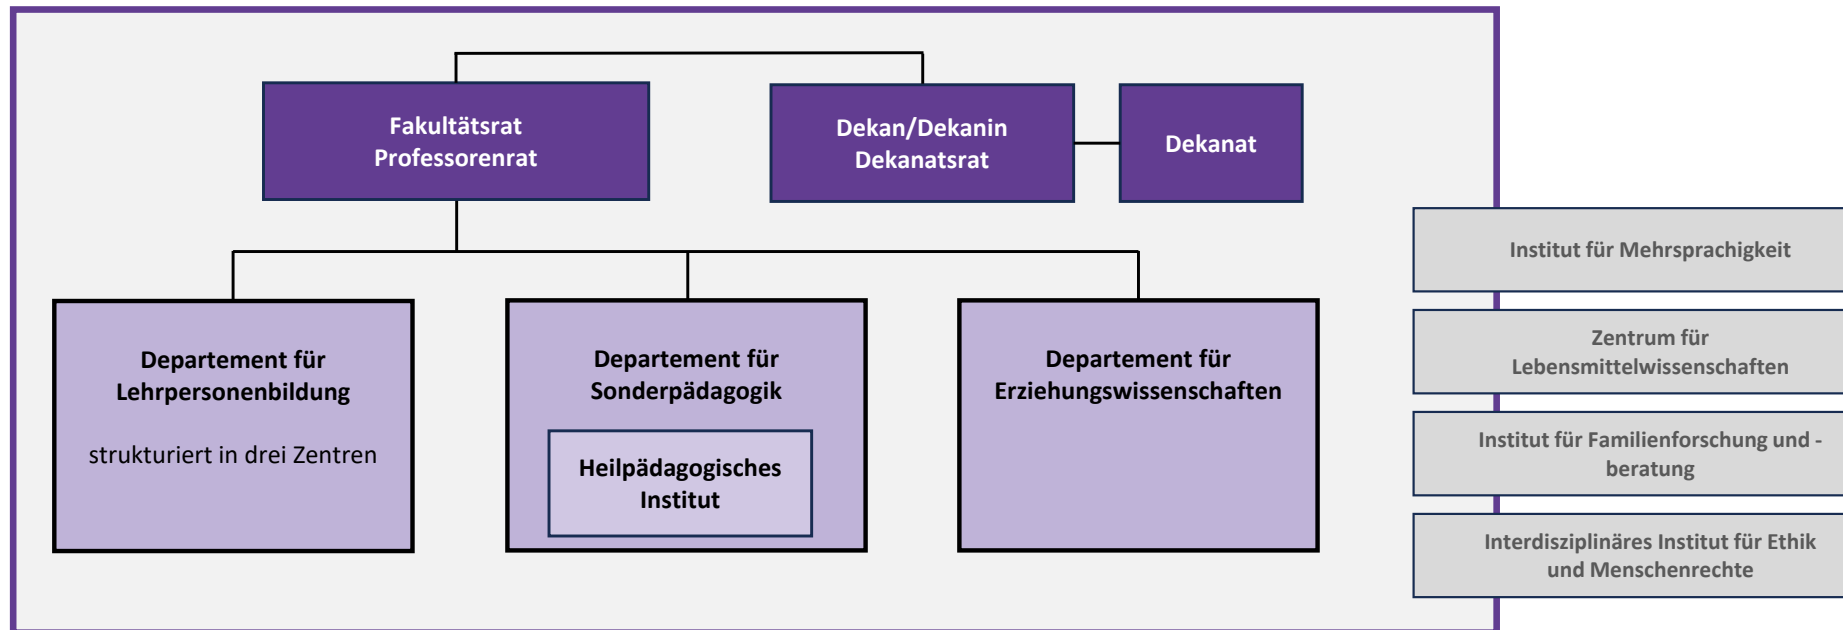 Fakultätsrat
Professorenrat
Dekan/Dekanin
Dekanatsrat
Dekanat
Institut für Mehrsprachigkeit
Zentrum für
Lebensmittelwissenschaften
Institut für Familienforschung und -
beratung
Interdisziplinäres Institut für Ethik
und Menschenrechte
Departement für
Lehrpersonenbildung
strukturiert in drei Zentren
Departement für
Sonderpädagogik
Heilpädagogisches
Institut
Departement für
Erziehungswissenschaften